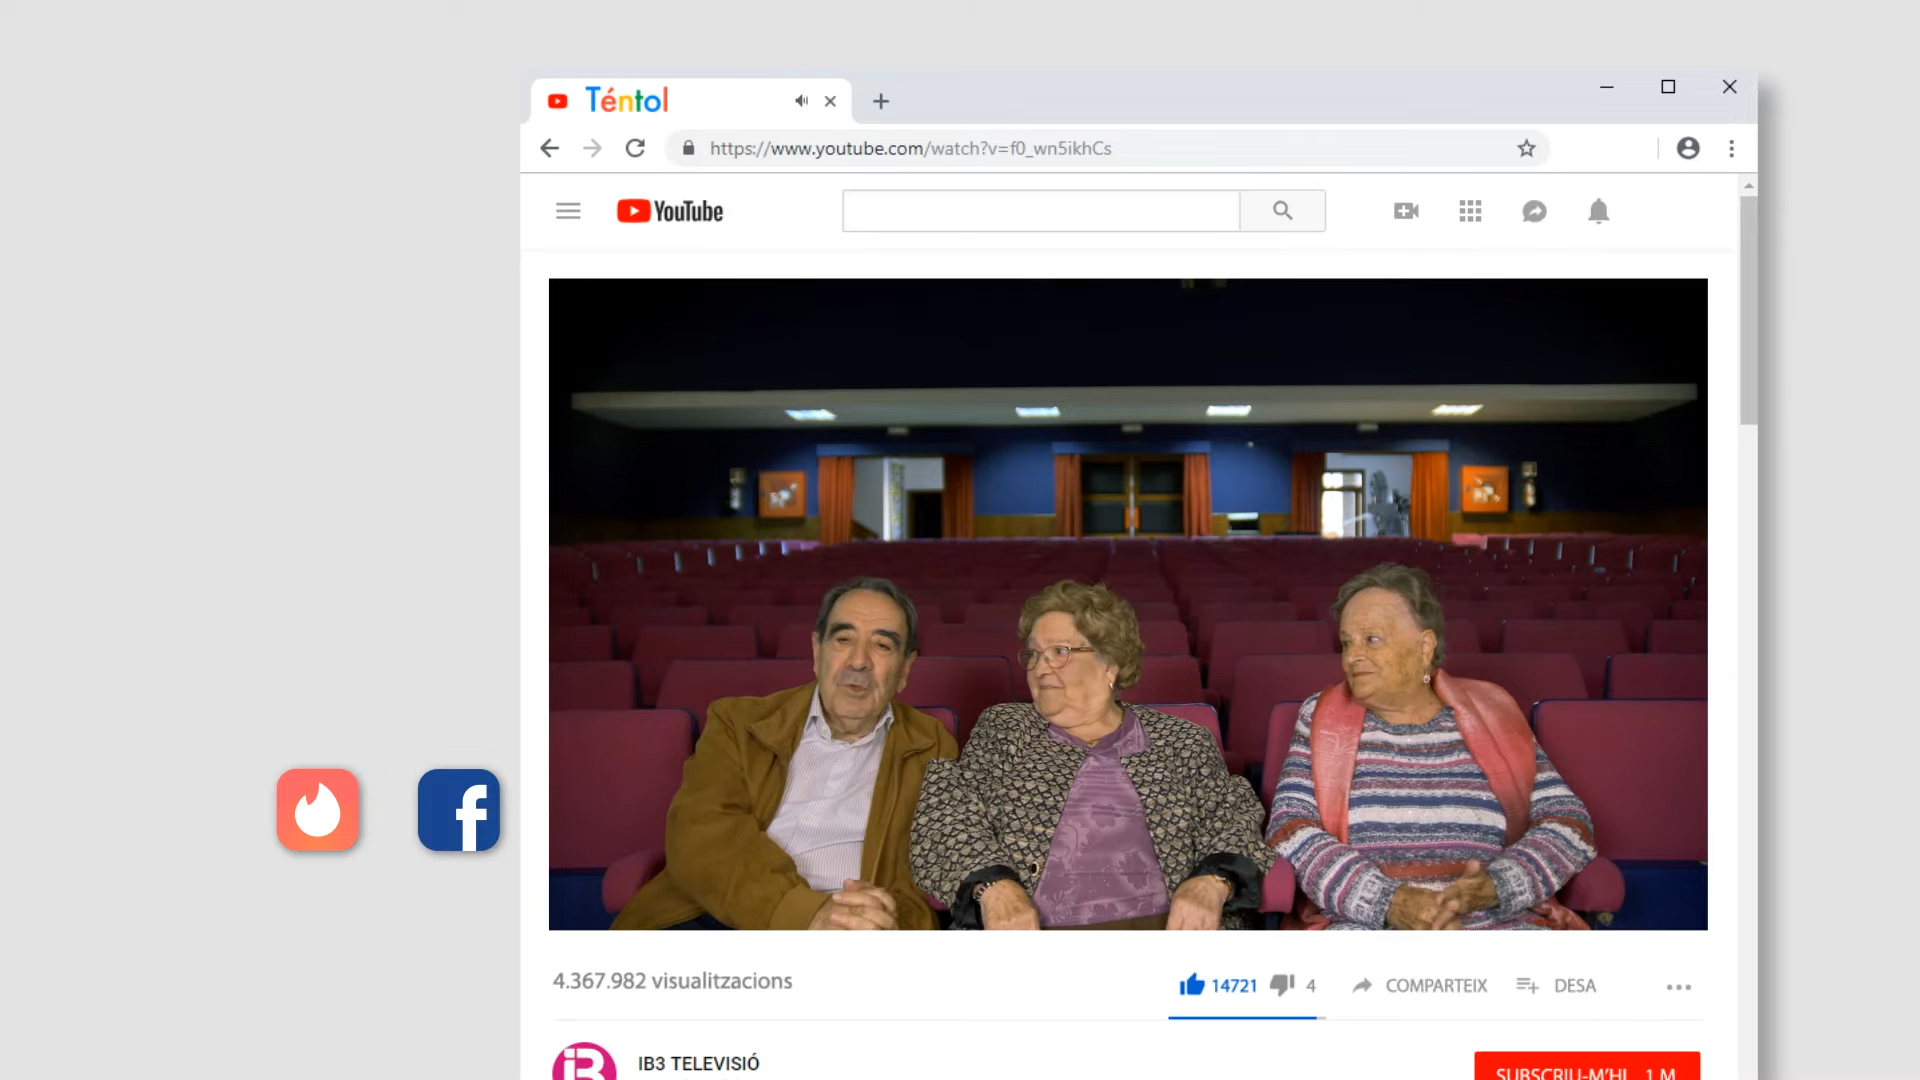 Téntol
https://www.youtube.com/watch?v=f0_wn5ikhCs
YouTube
4.367.982 visualitzacions
14721
4
COMPARTEIX
DESA
IB3 TELEVISIÓ
SUBSCRIU-M'HI 1 M